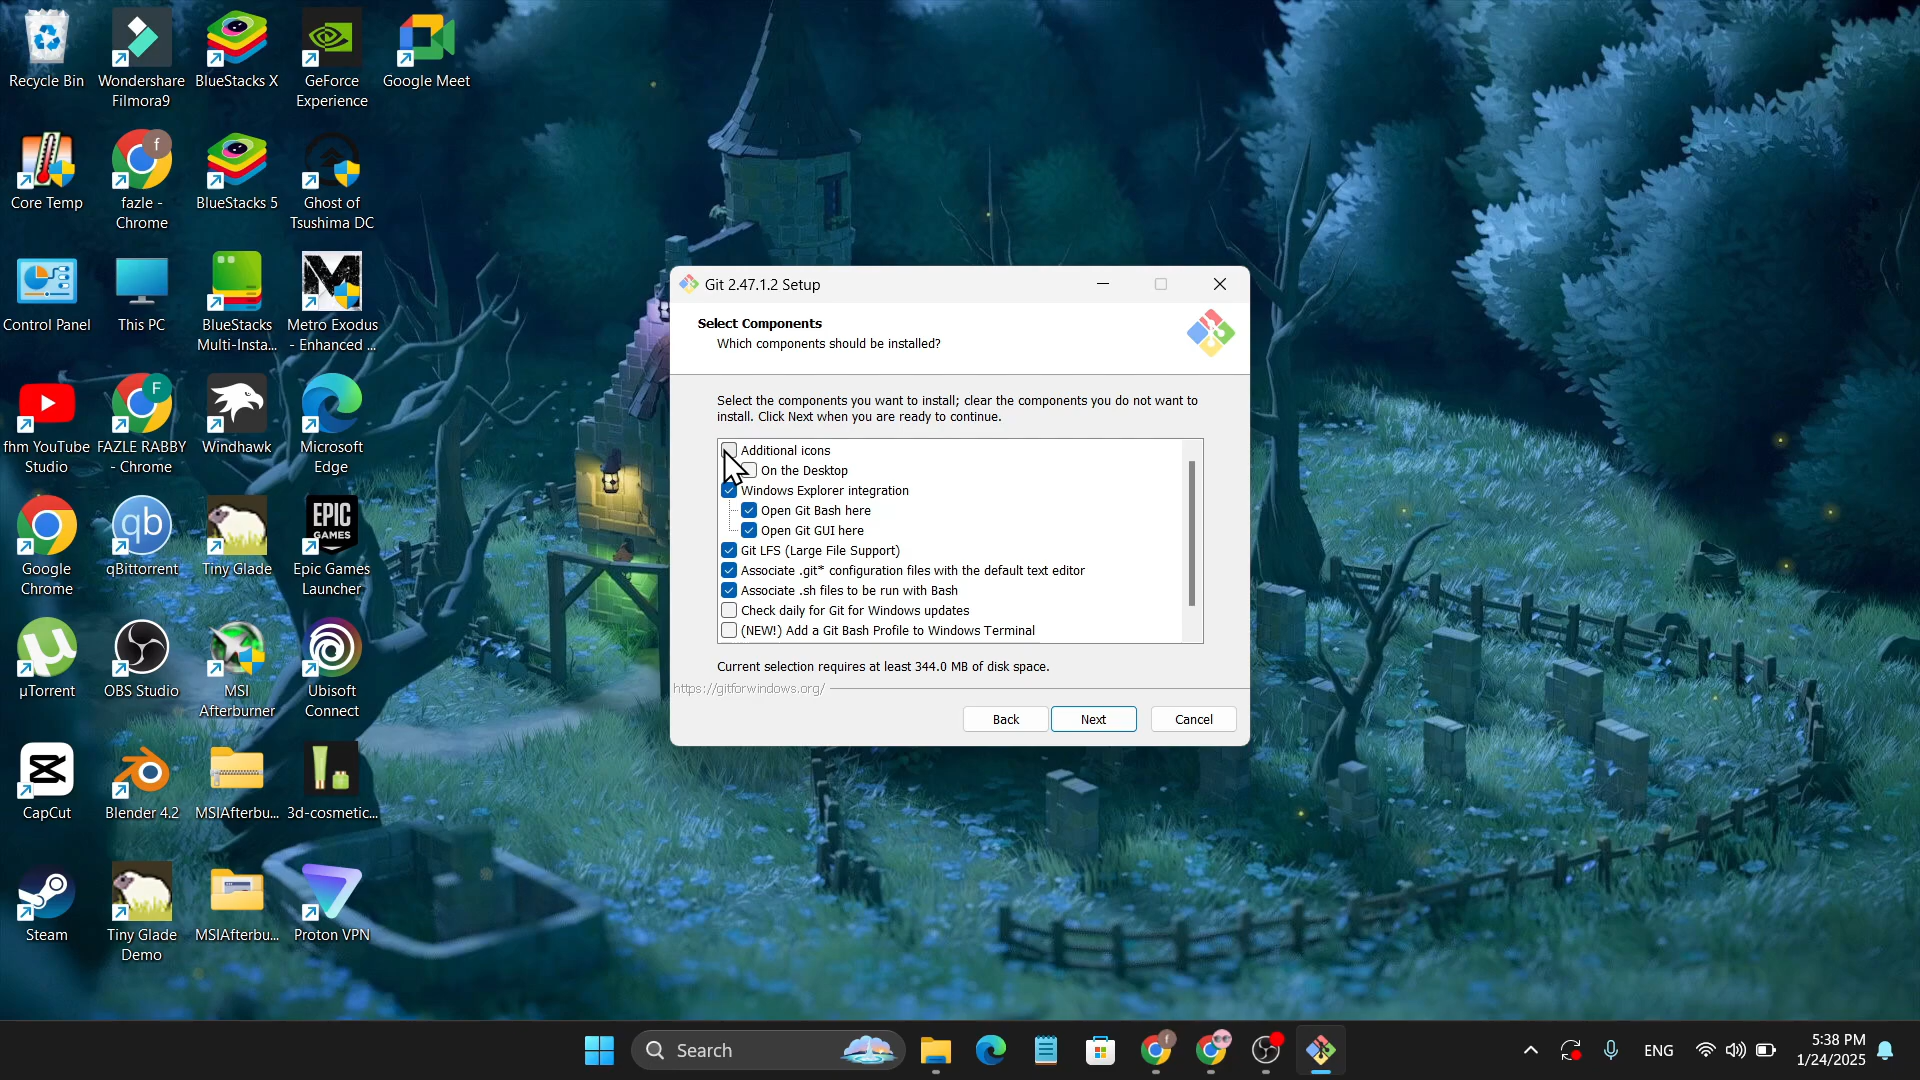 Recycle Bin
Wondershare
Filmora9
BlueStacks X
GeForce
Experience
Google Meet
Core Temp
f
fazle -
Chrome
BlueStacks 5
Ghost of
Tsushima DC
Control Panel
This PC
BlueStacks
Multi-Insta...
M
Metro Exodus
- Enhanced ...
fhm YouTube
Studio
F
FAZLE RABBY
- Chrome
Windhawk
Microsoft
Edge
Google
Chrome
qb
qBittorrent
Tiny Glade
EPIC
GAMES
Epic Games
Launcher
µTorrent
OBS Studio
MSI
Afterburner
Ubisoft
Connect
CapCut
Blender 4.2
MSIAfterbu...
3d-cosmetic...
Steam
Tiny Glade
Demo
MSIAfterbu...
Proton VPN
Git 2.47.1.2 Setup
Select Components
Which components should be installed?
Select the components you want to install; clear the components you do not want to
install. Click Next when you are ready to continue.
Additional icons
On the Desktop
Windows Explorer integration
Open Git Bash here
Open Git GUI here
Git LFS (Large File Support)
Associate .git* configuration files with the default text editor
Associate .sh files to be run with Bash
Check daily for Git for Windows updates
(NEW!) Add a Git Bash Profile to Windows Terminal
Current selection requires at least 344.0 MB of disk space.
https://gitforwindows.org/
Back
Next
Cancel
Search
f
ENG
5:38 PM
1/24/2025